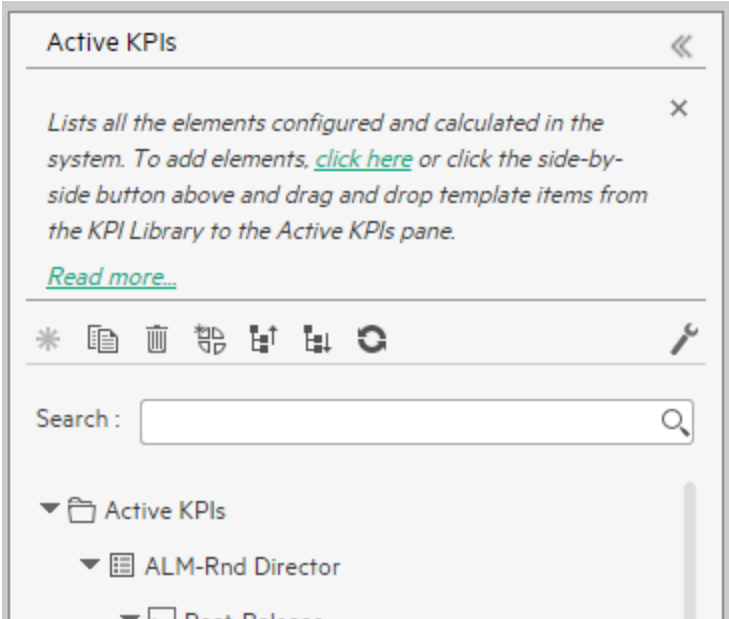 Active KPIs
Lists all the elements configured and calculated in the
system. To add elements, click here or click the side-by-
side button above and drag and drop template items from
the KPI Library to the Active KPIs pane.
Read more...
Search :
Active KPIs
ALM-Rnd Director